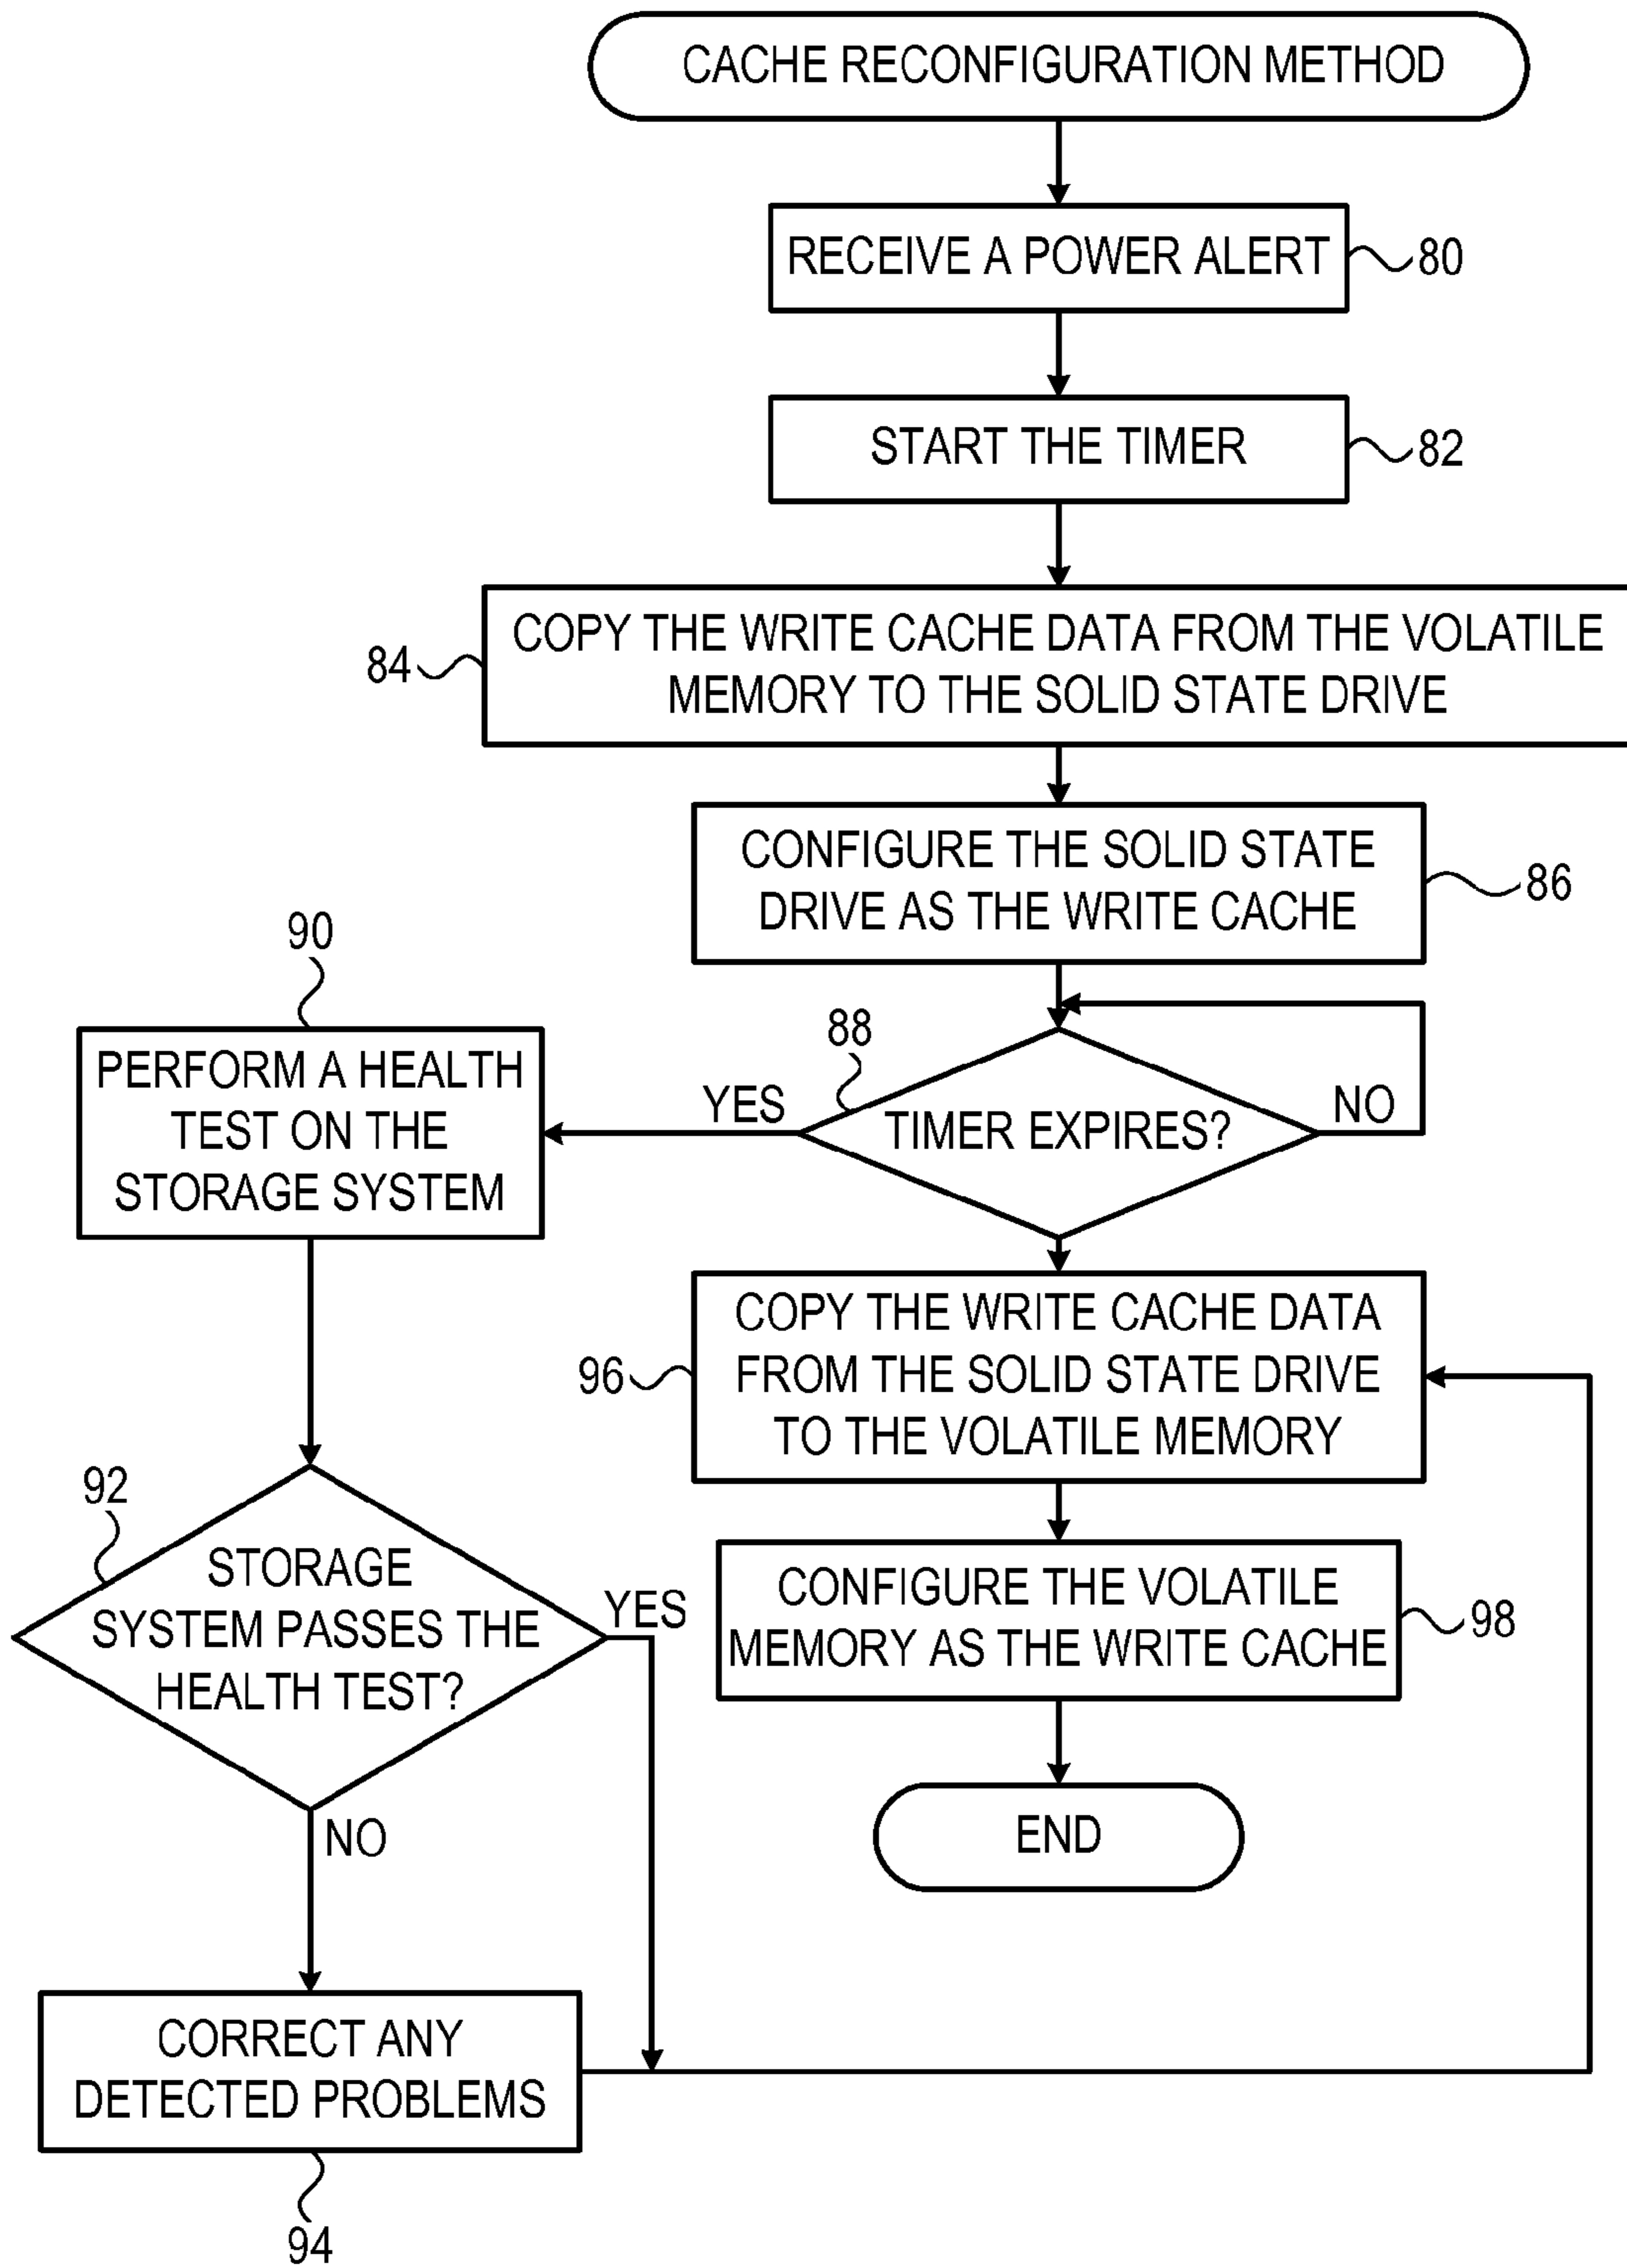 CACHE RECONFIGURATION METHOD
RECEIVE A POWER ALERT
80
START THE TIMER
82
COPY THE WRITE CACHE DATA FROM THE VOLATILE
MEMORY TO THE SOLID STATE DRIVE
84
CONFIGURE THE SOLID STATE
DRIVE AS THE WRITE CACHE
86
88
TIMER EXPIRES?
YES
NO
90
PERFORM A HEALTH
TEST ON THE
STORAGE SYSTEM
92
STORAGE
SYSTEM PASSES THE
HEALTH TEST?
YES
NO
CORRECT ANY
DETECTED PROBLEMS
94
96
COPY THE WRITE CACHE DATA
FROM THE SOLID STATE DRIVE
TO THE VOLATILE MEMORY
CONFIGURE THE VOLATILE
MEMORY AS THE WRITE CACHE
98
END